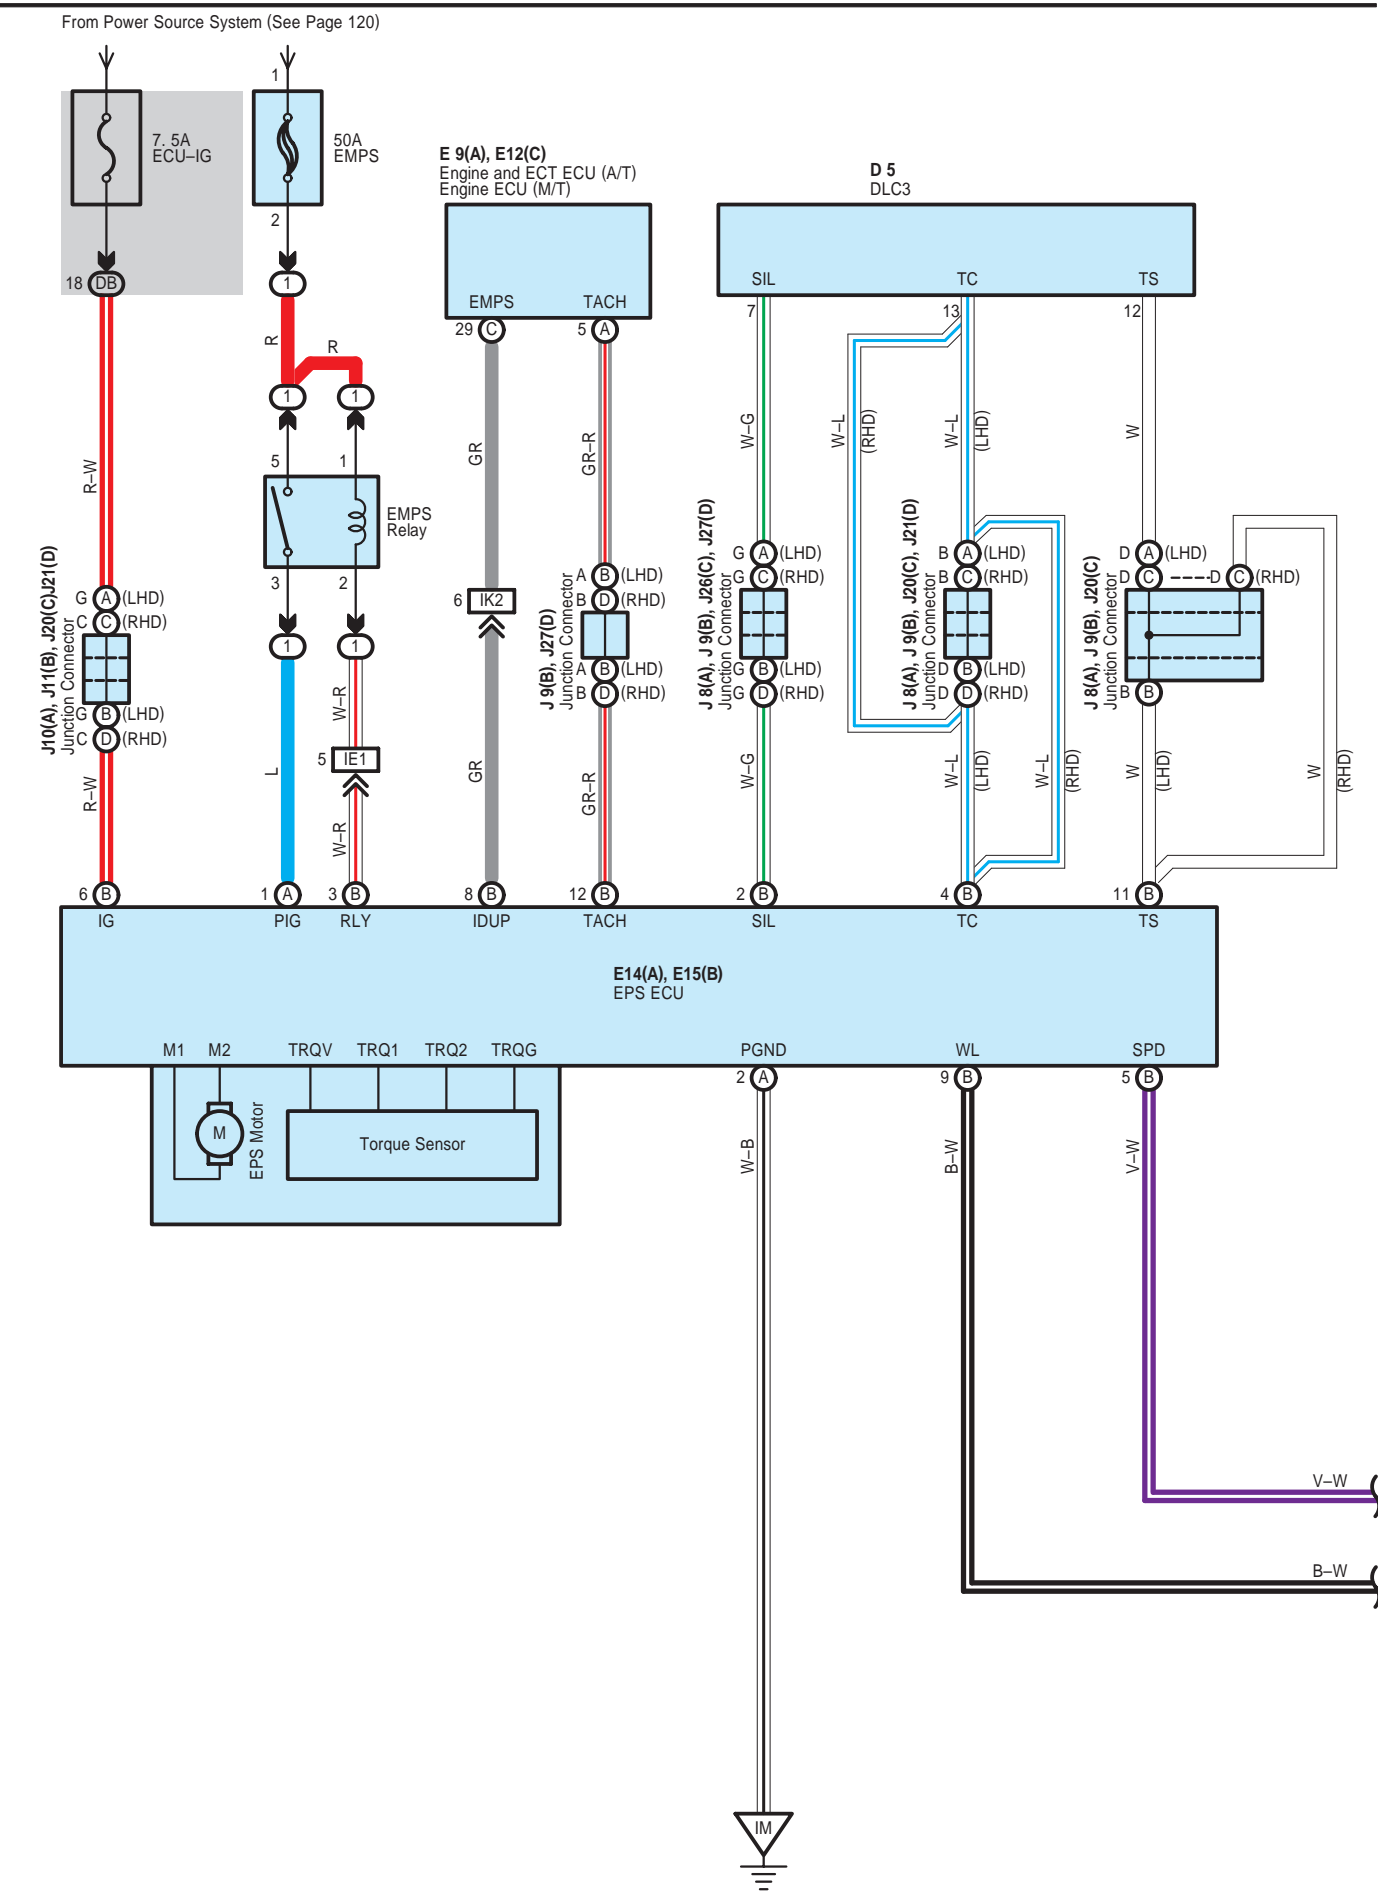 From Power Source System (See Page 120)
1
7. 5A
ECU–IG
50A
EMPS
2
18 DB
1
E 9(A), E12(C)
Engine and ECT ECU (A/T)
Engine ECU (M/T)
D 5
DLC3
EMPS
TACH
SIL
TC
TS
29 C
5 A
7
13
12
R
R
1
1
5
1
EMPS
Relay
3
2
1
1
R–W
GR
GR–R
W–G
W–L
(RHD)
W–L
(LHD)
W
J10(A), J11(B), J20(C)J21(D)
Junction Connector
G A (LHD)
C C (RHD)
G B (LHD)
C D (RHD)
6 IK2
J 9(B), J27(D)
Junction Connector
A B (LHD)
B D (RHD)
A B (LHD)
B D (RHD)
J 8(A), J 9(B), J26(C), J27(D)
Junction Connector
G A (LHD)
G C (RHD)
G B (LHD)
G D (RHD)
J 8(A), J 9(B), J20(C), J21(D)
Junction Connector
B A (LHD)
B C (RHD)
D B (LHD)
D D (RHD)
J 8(A), J 9(B), J20(C)
Junction Connector
D A (LHD)
D C
D C (RHD)
B B
W–R
5 IE1
R–W
L
W–R
GR
GR–R
W–G
W–L
(LHD)
W–L
(RHD)
W
(LHD)
W
(RHD)
6 B
1 A
3 B
8 B
12 B
2 B
4 B
11 B
IG
PIG
RLY
IDUP
TACH
SIL
TC
TS
E14(A), E15(B)
EPS ECU
M1
M2
TRQV
TRQ1
TRQ2
TRQG
PGND
WL
SPD
2 A
9 B
5 B
M
EPS Motor
Torque Sensor
W–B
B–W
V–W
V–W
B–W
IM